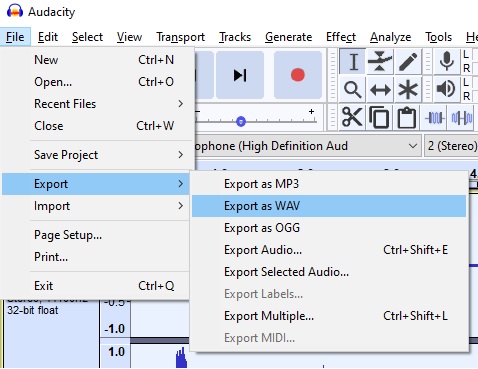 Audacity
File Edit Select View Transport Tracks Generate Effect Analyze Tools
New Ctrl+N
Open... Ctrl+O
Recent Files
Close Ctrl+W
Save Project
Export
Import
Page Setup...
Print...
Exit Ctrl+Q
Export as MP3
Export as WAV
Export as OGG
Export Audio... Ctrl+Shift+E
Export Selected Audio...
Export Labels...
Export Multiple... Ctrl+Shift+L
Export MIDI...
L
R
L
R
- +
ophone (High Definition Aud 2 (Stereo)
32-bit float
-0.5
-1.0
1.0